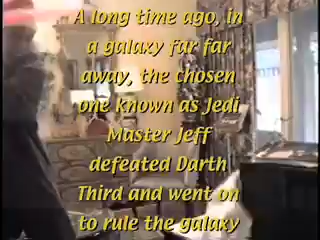 A long time ago, in
a galaxy far far
away, the chosen
one known as Jedi
Master Jeff
defeated Darth
Third and went on
to rule the galaxy